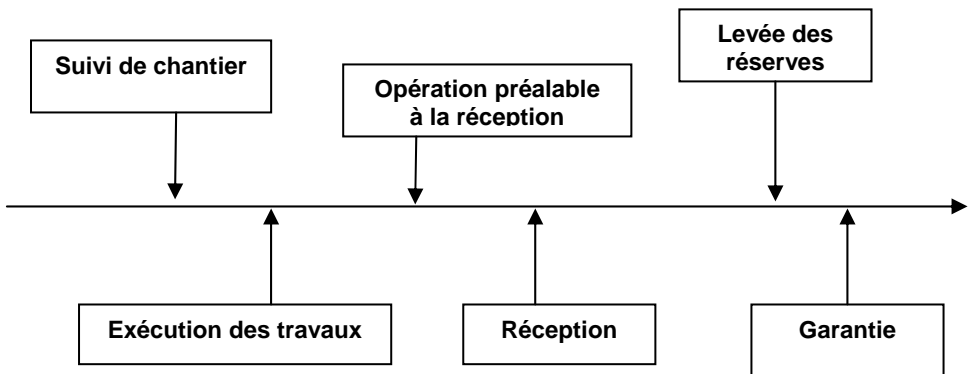 Levée des
réserves
Suivi de chantier
Opération préalable
à la réception
Exécution des travaux
Réception
Garantie